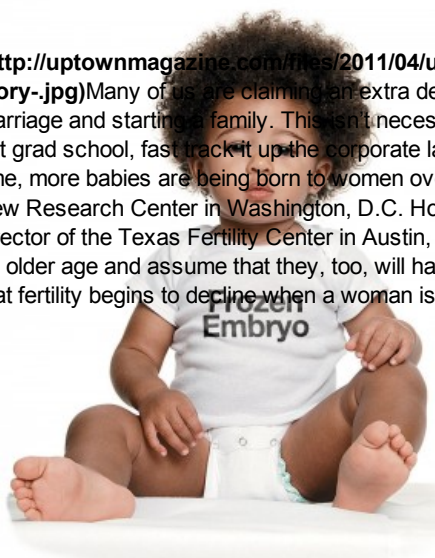 ttp://uptownmagazine.com/files/2011/04/u
ory-.jpg)Many of us are claiming an extra de
arriage and starting a family. This isn't neces
t grad school, fast track it up the corporate la
ne, more babies are being born to women ov
ew Research Center in Washington, D.C. Ho
ector of the Texas Fertility Center in Austin,
older age and assume that they, too, will ha
at fertility begins to decline when a woman is
Frozen
Embryo